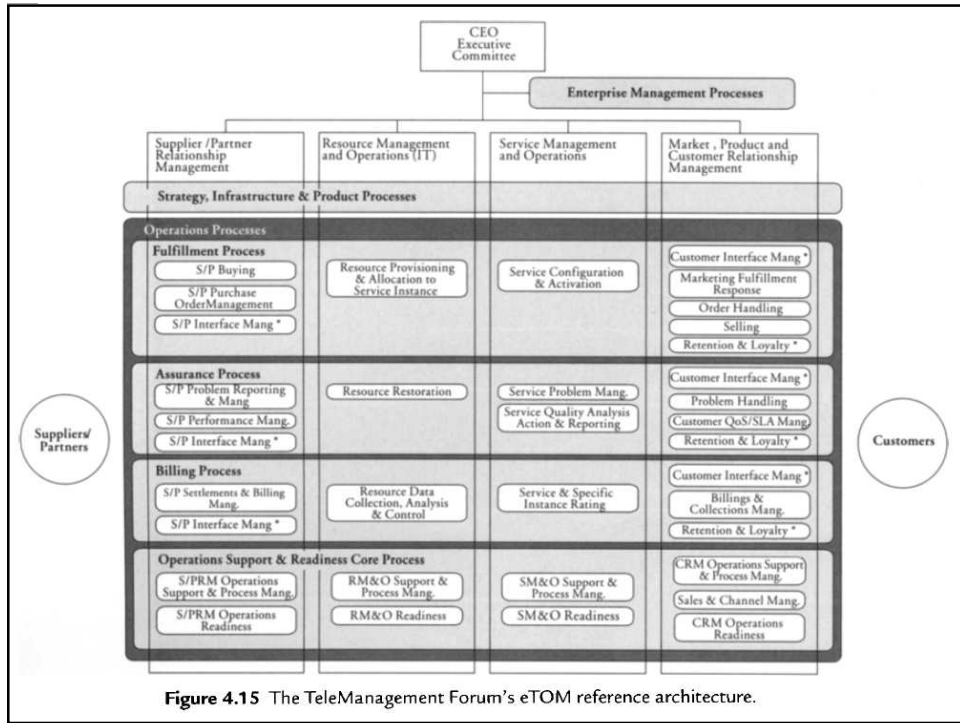 CEO
Executive
Committee
Enterprise Management Processes
Supplier /Partner
Relationship
Management
Resource Management
and Operations (IT)
Service Management
and Operations
Market , Product and
Customer Relationship
Management
Strategy, Infrastructure & Product Processes
Operations Processes
Fulfillment Process
S/P Buying
S/P Purchase
OrderManagement
S/P Interface Mang *
Resource Provisioning
& Allocation to
Service Instance
Service Configuration
& Activation
Customer Interface Mang *
Marketing Fulfillment
Response
Order Handling
Selling
Retention & Loyalty *
Assurance Process
S/P Problem Reporting
& Mang
S/P Performance Mang.
S/P Interface Mang *
Resource Restoration
Service Problem Mang.
Service Quality Analysis
Action & Reporting
Customer Interface Mang *
Problem Handling
Customer QoS/SLA Mang.
Retention & Loyalty *
Suppliers/
Partners
Customers
Billing Process
S/P Settlements & Billing
Mang.
S/P Interface Mang *
Resource Data
Collection, Analysis
& Control
Service & Specific
Instance Rating
Customer Interface Mang *
Billings &
Collections Mang.
Retention & Loyalty *
Operations Support & Readiness Core Process
S/PRM Operations
Support & Process Mang.
S/PRM Operations
Readiness
RM&O Support &
Process Mang.
RM&O Readiness
SM&O Support &
Process Mang.
SM&O Readiness
CRM Operations Support
& Process Mang.
Sales & Channel Mang.
CRM Operations
Readiness
Figure 4.15 The TeleManagement Forum's eTOM reference architecture.